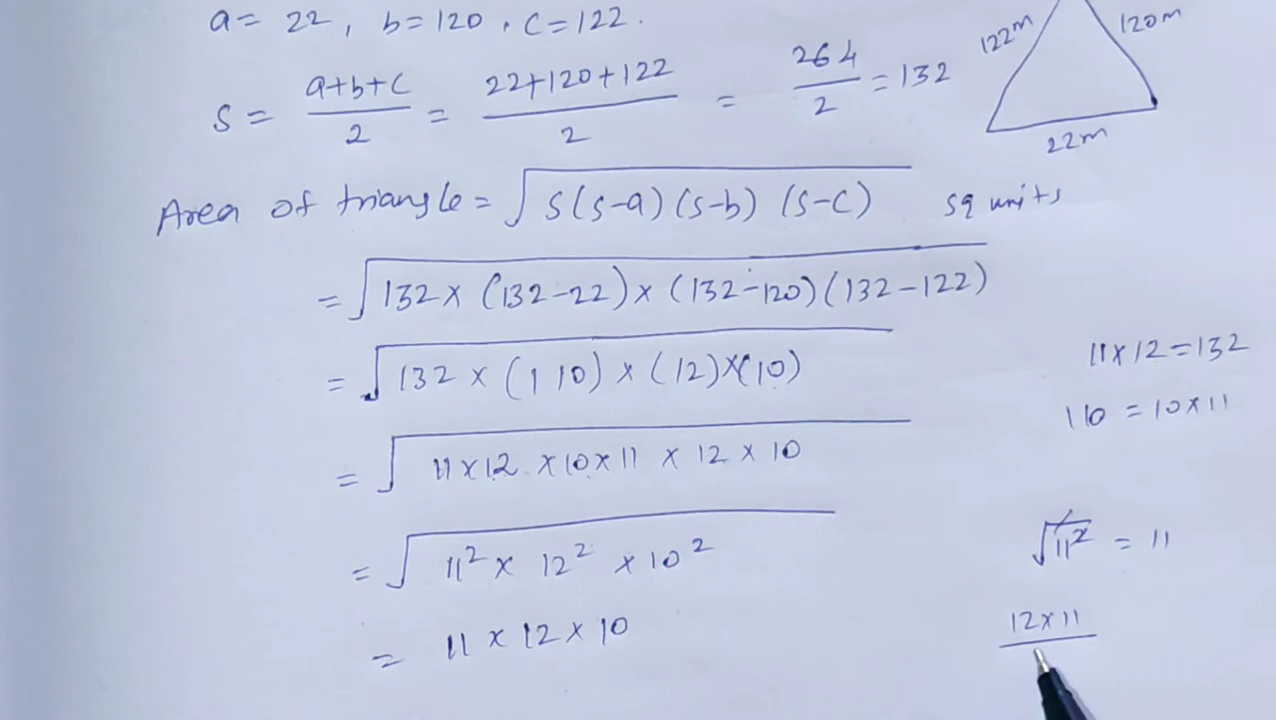 a = 22, b = 120, c = 122.
122m
120m
22m
S = a+b+c/2 = 22+120+122/2 = 264/2 = 132
Area of triangle = √S(s-a)(s-b)(s-c) sq units
= √132 × (132-22) × (132-120)(132-122)
= √132 × (110) × (12)×(10)
11 × 12 = 132
110 = 10 × 11
= √11 × 12 × 10 × 11 × 12 × 10
= √11² × 12² × 10²
√11² = 11
= 11 × 12 × 10
12 × 11